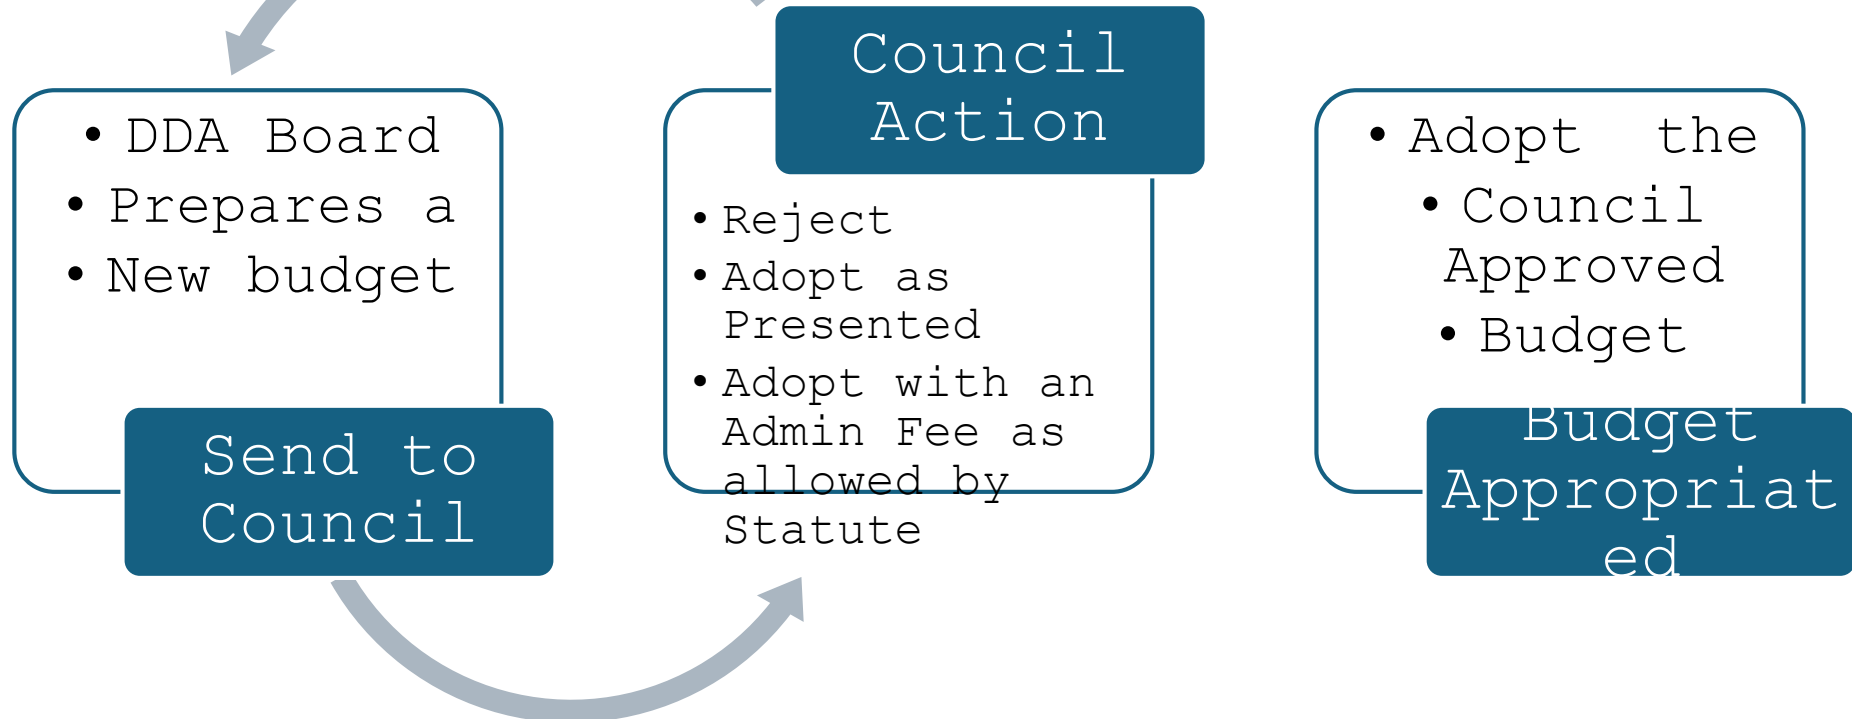 • DDA Board
• Prepares a
• New budget
Send to
Council
Council
Action
• Reject
• Adopt as
Presented
• Adopt with an
Admin Fee as
allowed by
Statute
• Adopt the
• Council
Approved
• Budget
Budget
Appropriat
ed